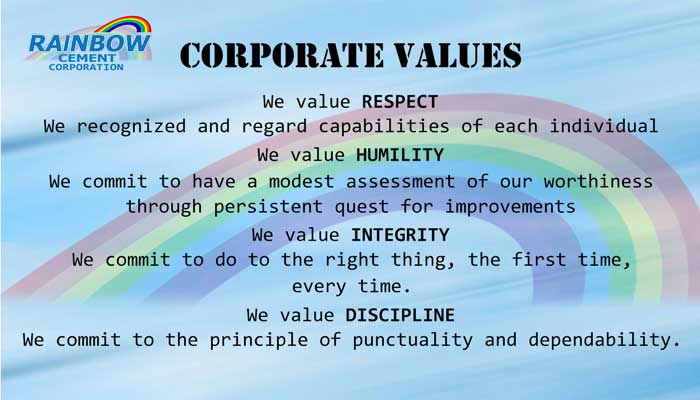 RAINBOW
CEMENT
CORPORATION
CORPORATE VALUES
We value RESPECT
We recognized and regard capabilities of each individual
We value HUMILITY
We commit to have a modest assessment of our worthiness
through persistent quest for improvements
We value INTEGRITY
We commit to do to the right thing, the first time,
every time.
We value DISCIPLINE
We commit to the principle of punctuality and dependability.